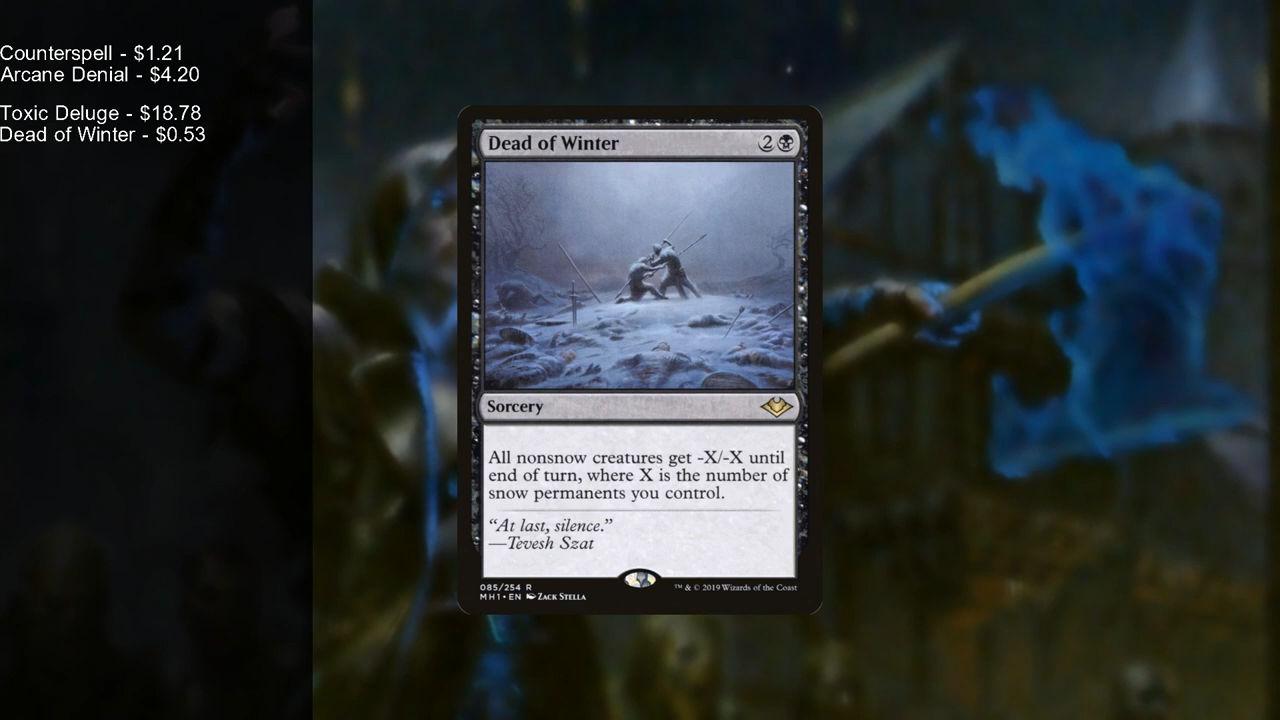 Counterspell - $1.21
Arcane Denial - $4.20
Toxic Deluge - $18.78
Dead of Winter - $0.53
Dead of Winter 2
Sorcery
All nonsnow creatures get -X/-X until
end of turn, where X is the number of
snow permanents you control.
“At last, silence.”
—Tevesh Szat
085/254 R
MH1 • EN ZACK STELLA
™ & © 2019 Wizards of the Coast